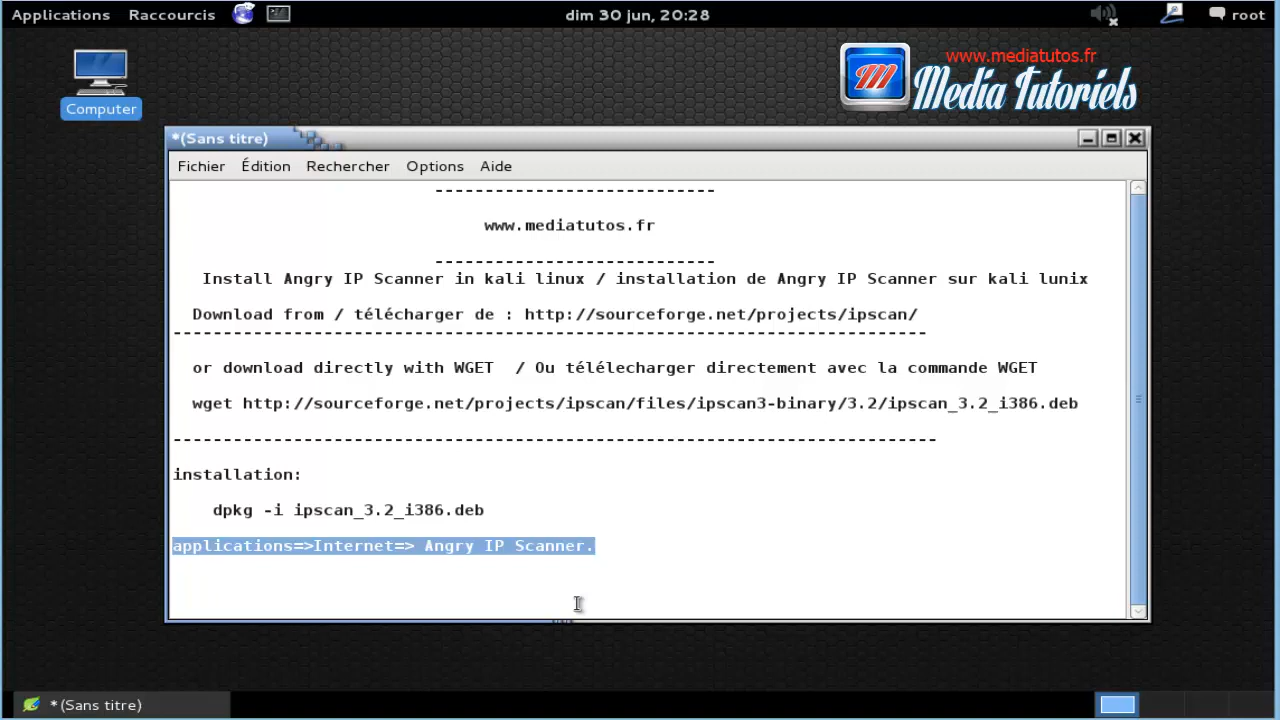 Applications Raccourcis dim 30 jun, 20:28 root
www.mediatutos.fr
Media Tutoriels
Computer
*(Sans titre)
Fichier Édition Rechercher Options Aide
----------------------------
www.mediatutos.fr
----------------------------
Install Angry IP Scanner in kali linux / installation de Angry IP Scanner sur kali lunix
Download from / télécharger de : http://sourceforge.net/projects/ipscan/
---------------------------------------------------------------------------
or download directly with WGET / Ou télélecharger directement avec la commande WGET
wget http://sourceforge.net/projects/ipscan/files/ipscan3-binary/3.2/ipscan_3.2_i386.deb
----------------------------------------------------------------------------
installation:
dpkg -i ipscan_3.2_i386.deb
applications=>Internet=> Angry IP Scanner.
*(Sans titre)